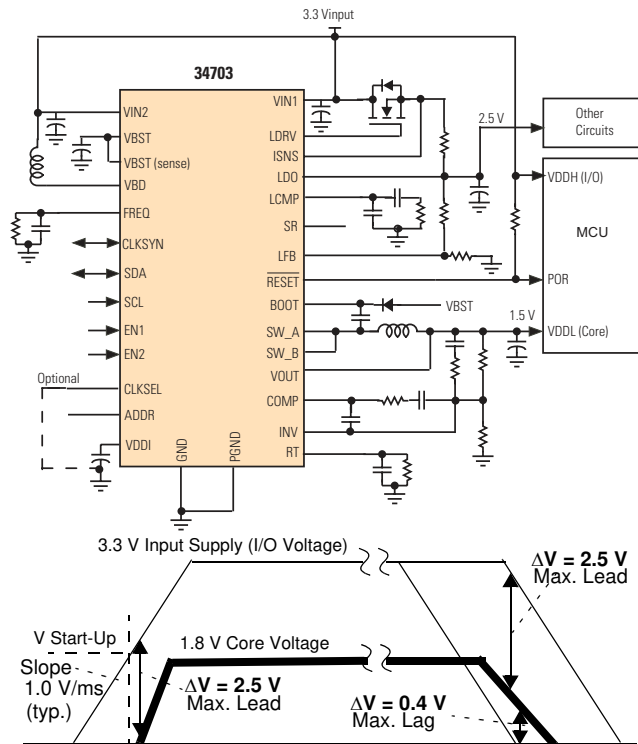 3.3 Vinput
34703
VIN2
VBST
VBST (sense)
VBD
FREQ
CLKSYN
SDA
SCL
EN1
EN2
Optional
CLKSEL
ADDR
VDDI
GND
PGND
VIN1
LDRV
ISNS
LDO
LCMP
SR
LFB
RESET
BOOT
VBST
SW_A
SW_B
VOUT
COMP
INV
RT
2.5 V
Other
Circuits
VDDH (I/O)
MCU
POR
1.5 V
VDDL (Core)
3.3 V Input Supply (I/O Voltage)
ΔV = 2.5 V
Max. Lead
V Start-Up
1.8 V Core Voltage
Slope
1.0 V/ms
(typ.)
ΔV = 2.5 V
Max. Lead
ΔV = 0.4 V
Max. Lag